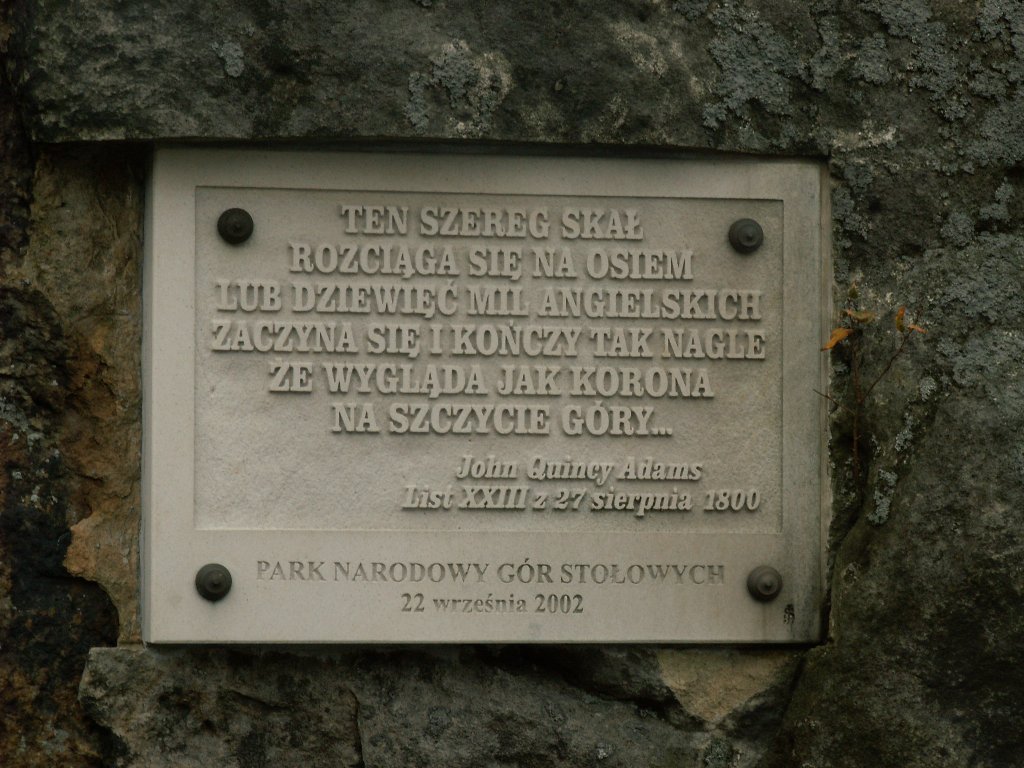 TEN SZEREG SKAŁ
ROZCIĄGA SIĘ NA OSIEM
LUB DZIEWIĘĆ MIL ANGIELSKICH
ZACZYNA SIĘ I KOŃCZY TAK NAGLE
ŻE WYGLĄDA JAK KORONA
NA SZCZYCIE GÓRY...
John Quincy Adams
List XXIII z 27 sierpnia 1800
PARK NARODOWY GÓR STOŁOWYCH
22 września 2002